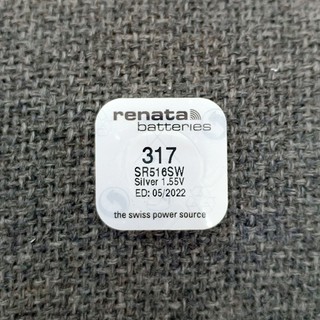 renata
batteries
317
SR516SW
Silver 1.55V
ED: 05/2022
the swiss power source